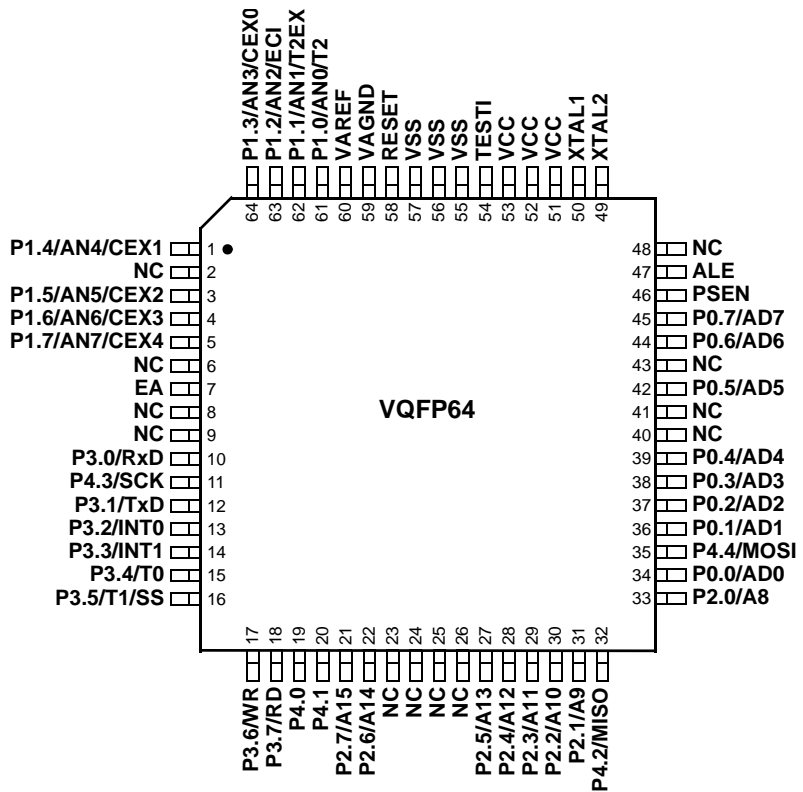 P1.3/AN3/CEX0
P1.2/AN2/ECI
P1.1/AN1/T2EX
P1.0/AN0/T2
VAREF
VAGND
RESET
VSS
VSS
VSS
TESTI
VCC
VCC
VCC
XTAL1
XTAL2
64
63
62
61
60
59
58
57
56
55
54
53
52
51
50
49
P1.4/AN4/CEX1 1
NC 2
P1.5/AN5/CEX2 3
P1.6/AN6/CEX3 4
P1.7/AN7/CEX4 5
NC 6
EA 7
NC 8
NC 9
P3.0/RxD 10
P4.3/SCK 11
P3.1/TxD 12
P3.2/INT0 13
P3.3/INT1 14
P3.4/T0 15
P3.5/T1/SS 16
VQFP64
48 NC
47 ALE
46 PSEN
45 P0.7/AD7
44 P0.6/AD6
43 NC
42 P0.5/AD5
41 NC
40 NC
39 P0.4/AD4
38 P0.3/AD3
37 P0.2/AD2
36 P0.1/AD1
35 P4.4/MOSI
34 P0.0/AD0
33 P2.0/A8
17
18
19
20
21
22
23
24
25
26
27
28
29
30
31
32
P3.6/WR
P3.7/RD
P4.0
P4.1
P2.7/A15
P2.6/A14
NC
NC
NC
NC
P2.5/A13
P2.4/A12
P2.3/A11
P2.2/A10
P2.1/A9
P4.2/MISO